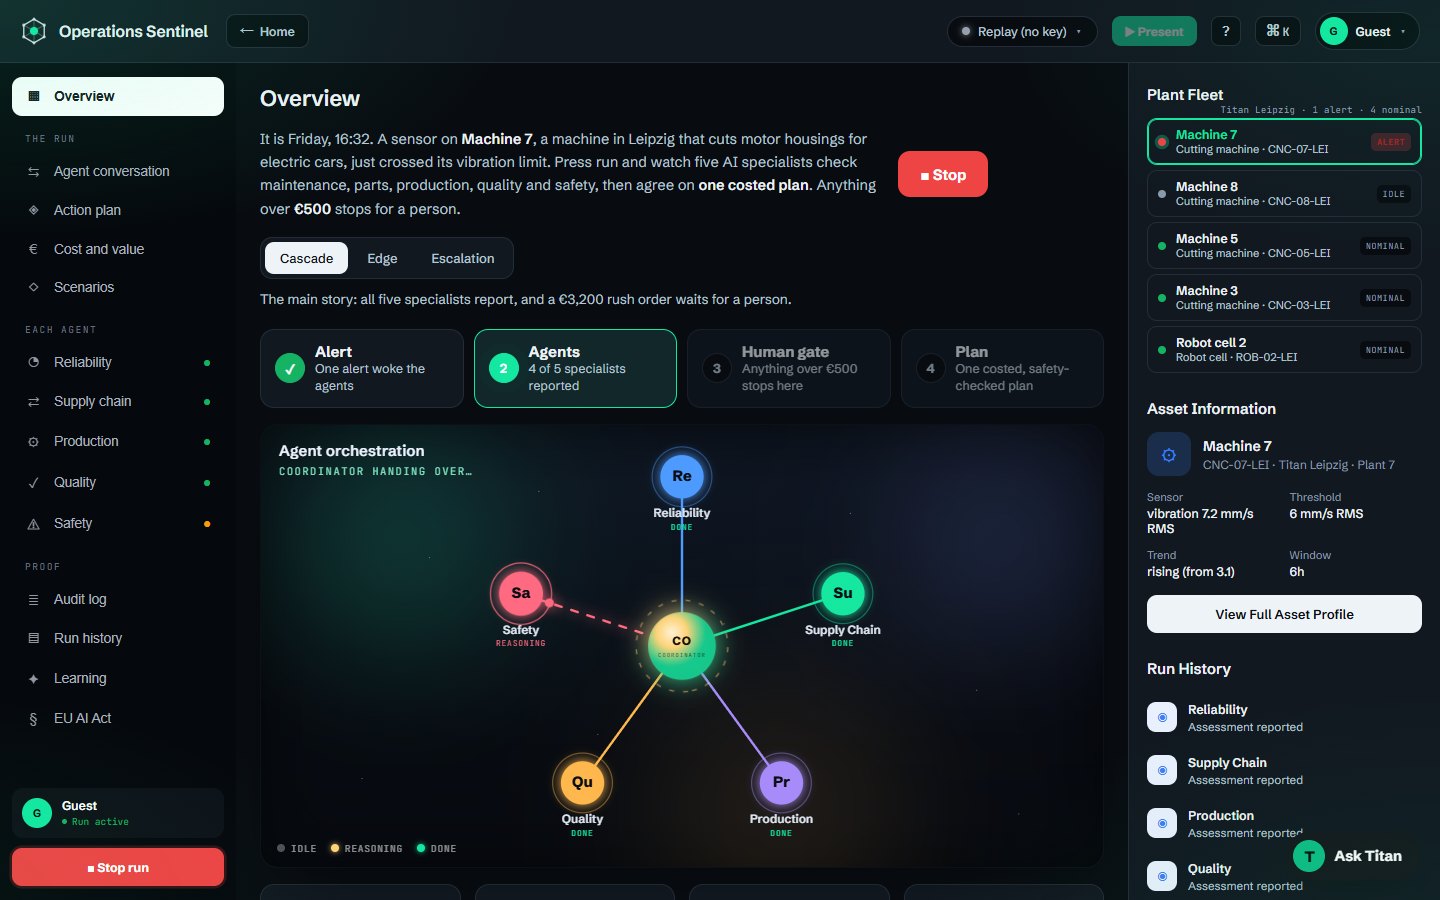 Operations Sentinel
← Home
Replay (no key)
▶ Present
?
⌘ K
G
Guest
Overview
THE RUN
Agent conversation
Action plan
€ Cost and value
Scenarios
EACH AGENT
Reliability
Supply chain
Production
Quality
Safety
PROOF
Audit log
Run history
Learning
§ EU AI Act
G
Guest
Run active
Stop run
Overview
It is Friday, 16:32. A sensor on Machine 7, a machine in Leipzig that cuts motor housings for
electric cars, just crossed its vibration limit. Press run and watch five AI specialists check
maintenance, parts, production, quality and safety, then agree on one costed plan. Anything
over €500 stops for a person.
Stop
Cascade
Edge
Escalation
The main story: all five specialists report, and a €3,200 rush order waits for a person.
✓
Alert
One alert woke the
agents
2
Agents
4 of 5 specialists
reported
3
Human gate
Anything over €500
stops here
4
Plan
One costed, safety-
checked plan
Agent orchestration
COORDINATOR HANDING OVER…
Re
Reliability
DONE
Sa
Safety
REASONING
Su
Supply Chain
DONE
CO
COORDINATOR
Qu
Quality
DONE
Pr
Production
DONE
IDLE
REASONING
DONE
Plant Fleet
Titan Leipzig · 1 alert · 4 nominal
Machine 7
Cutting machine · CNC-07-LEI
ALERT
Machine 8
Cutting machine · CNC-08-LEI
IDLE
Machine 5
Cutting machine · CNC-05-LEI
NOMINAL
Machine 3
Cutting machine · CNC-03-LEI
NOMINAL
Robot cell 2
Robot cell · ROB-02-LEI
NOMINAL
Asset Information
Machine 7
CNC-07-LEI · Titan Leipzig · Plant 7
Sensor
vibration 7.2 mm/s
RMS
Threshold
6 mm/s RMS
Trend
rising (from 3.1)
Window
6h
View Full Asset Profile
Run History
Reliability
Assessment reported
Supply Chain
Assessment reported
Production
Assessment reported
Quality
Assessment reported
T
Ask Titan